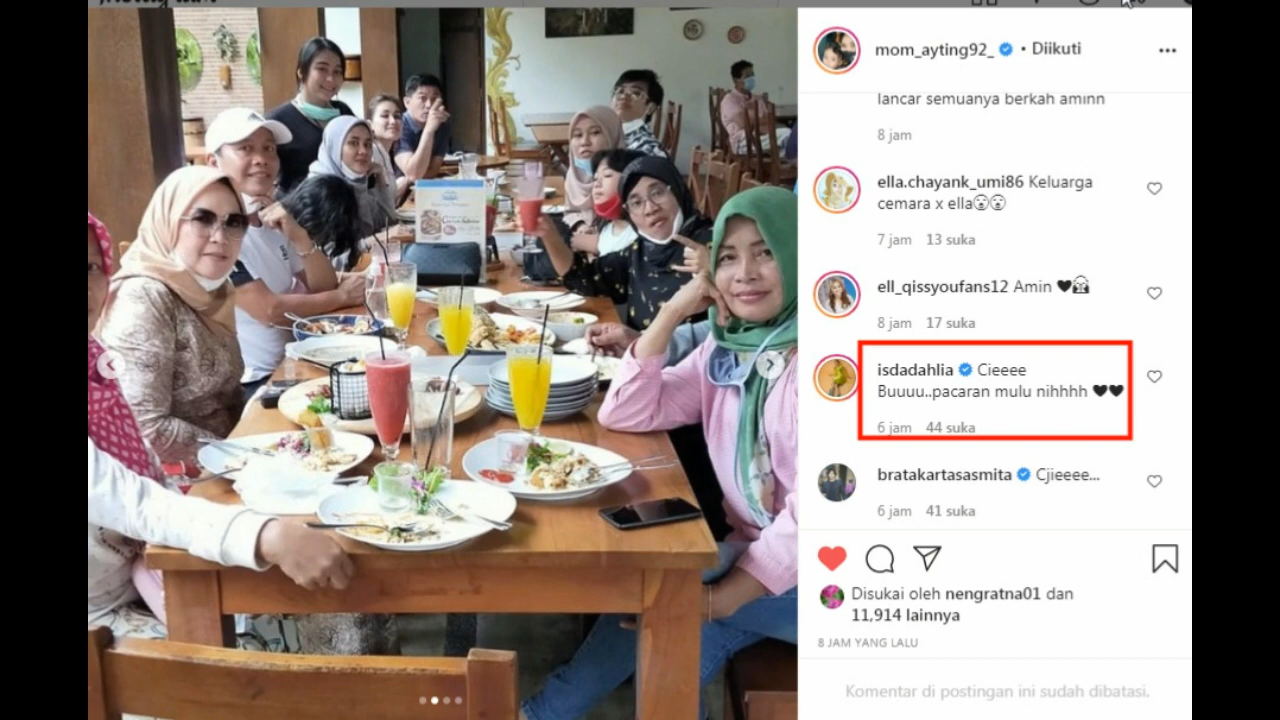 mom_ayting92_ • Diikuti
lancar semuanya berkah aminn
8 jam
ella.chayank_umi86 Keluarga
cemara x ella😮😮
7 jam 13 suka
ell_qissyoufans12 Amin 🖤🤗
8 jam 17 suka
isdadahlia Cieeee
Buuuu..pacaran mulu nihhhh 🖤🖤
6 jam 44 suka
bratakartasasmita Cjieeee...
6 jam 41 suka
Disukai oleh nengratna01 dan
11,914 lainnya
8 JAM YANG LALU
Komentar di postingan ini sudah dibatasi.